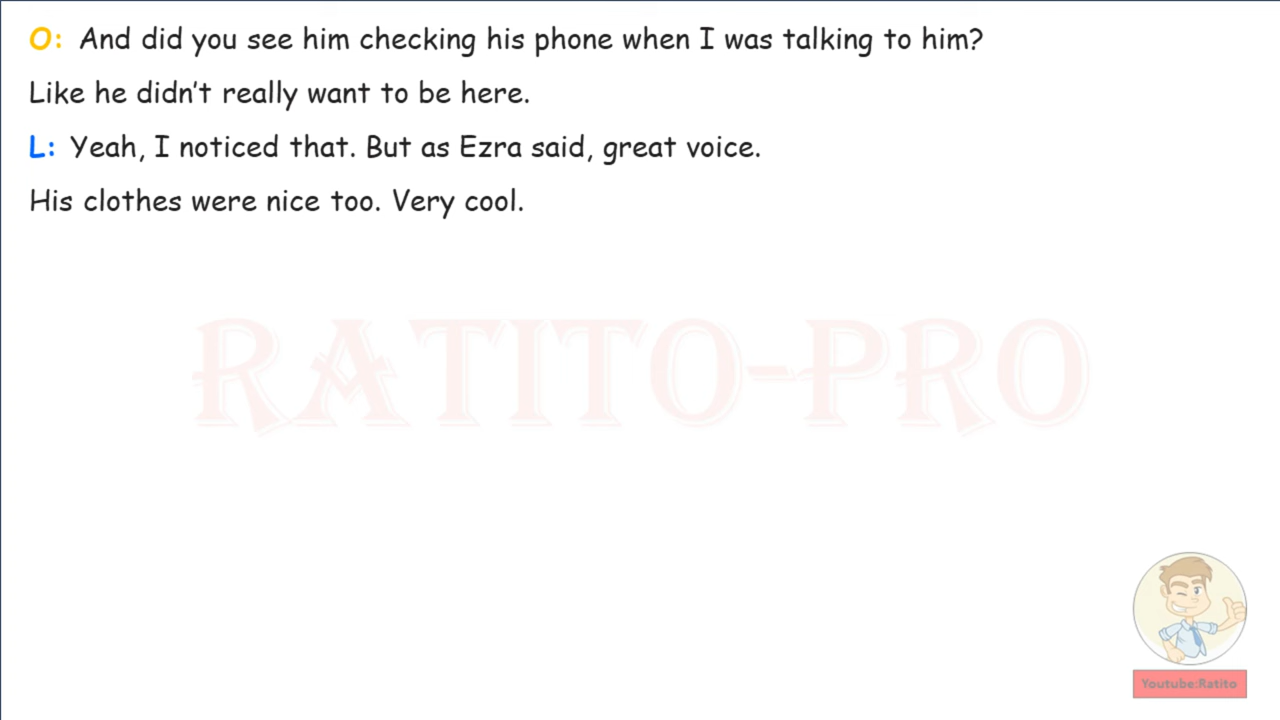 O: And did you see him checking his phone when I was talking to him?
Like he didn't really want to be here.
L: Yeah, I noticed that. But as Ezra said, great voice.
His clothes were nice too. Very cool.
RATITO-PRO
Youtube:Ratito